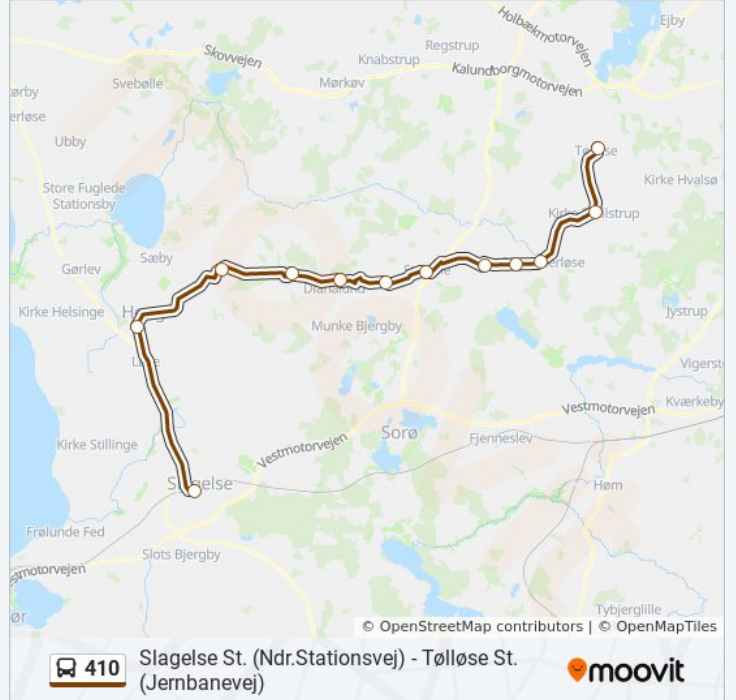 Holbækmotorvejen
Ejby
Regstrup
Skovvejen
Knabstrup
Kalundborgmotorvejen
Svebølle
Mørkøv
Ubby
Kirke Hvalsø
Store Fuglede
Stationsby
Sæby
Gørlev
Kirke Helsinge
Jystrup
Munke Bjergby
Kværkeby
Vestmotorvejen
Sorø
Fjenneslev
Vestmotorvejen
Kirke Stillinge
Høm
Frølunde Fed
Slots Bjergby
Tybjerglille
© OpenStreetMap contributors | © OpenMapTiles
410
Slagelse St. (Ndr.Stationsvej) - Tølløse St.
(Jernbanevej)
moovit